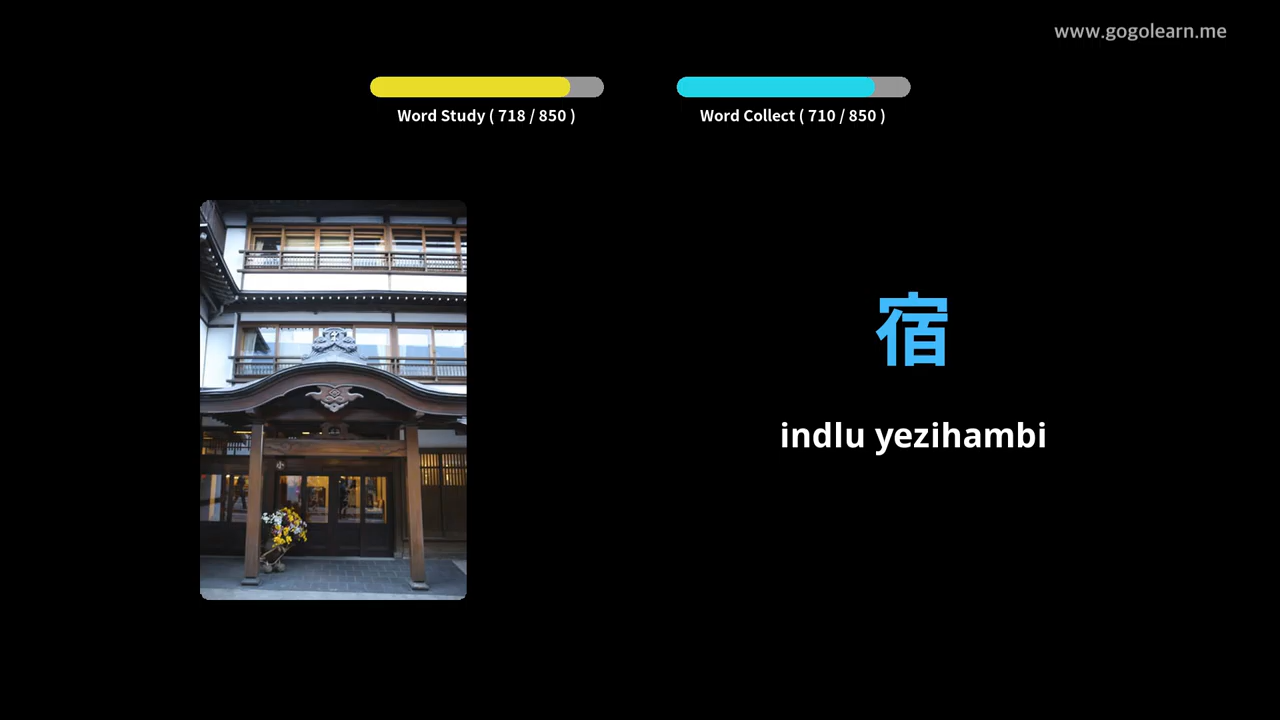 www.gogolearn.me
Word Study ( 718 / 850 )
Word Collect ( 710 / 850 )
宿
indlu yezihambi